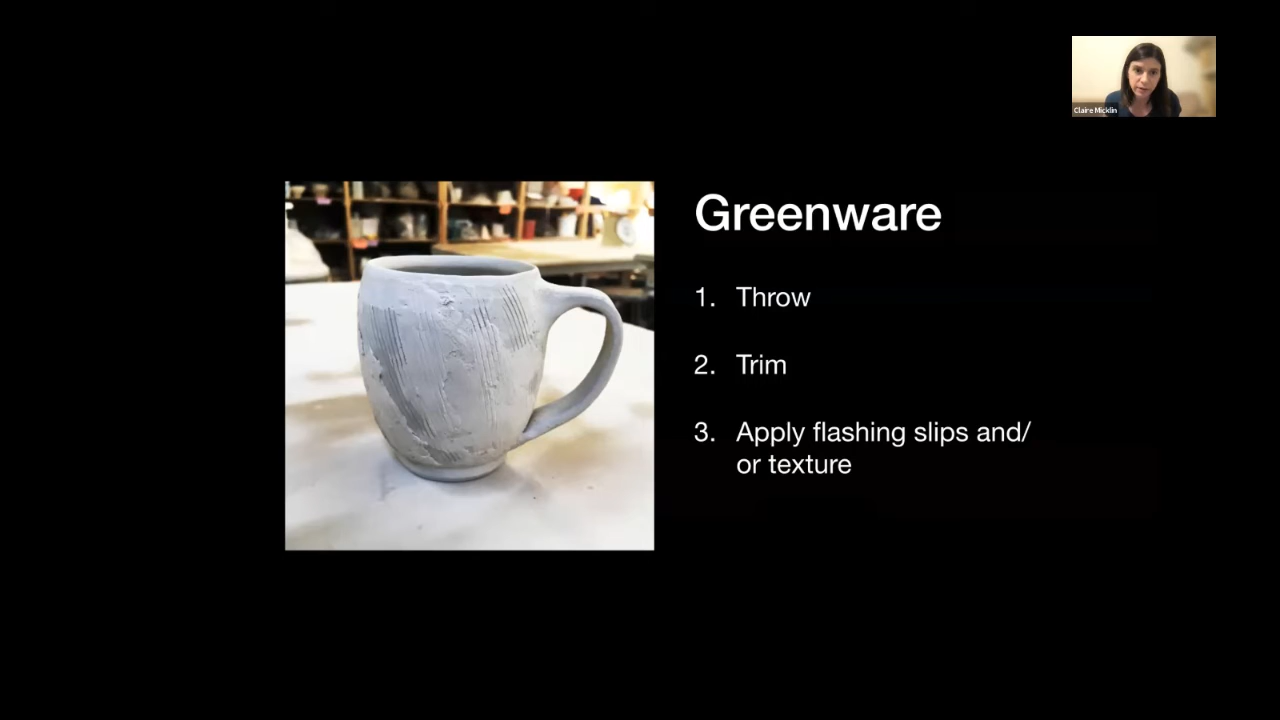 Claire Micklin
Greenware
1. Throw
2. Trim
3. Apply flashing slips and/
or texture